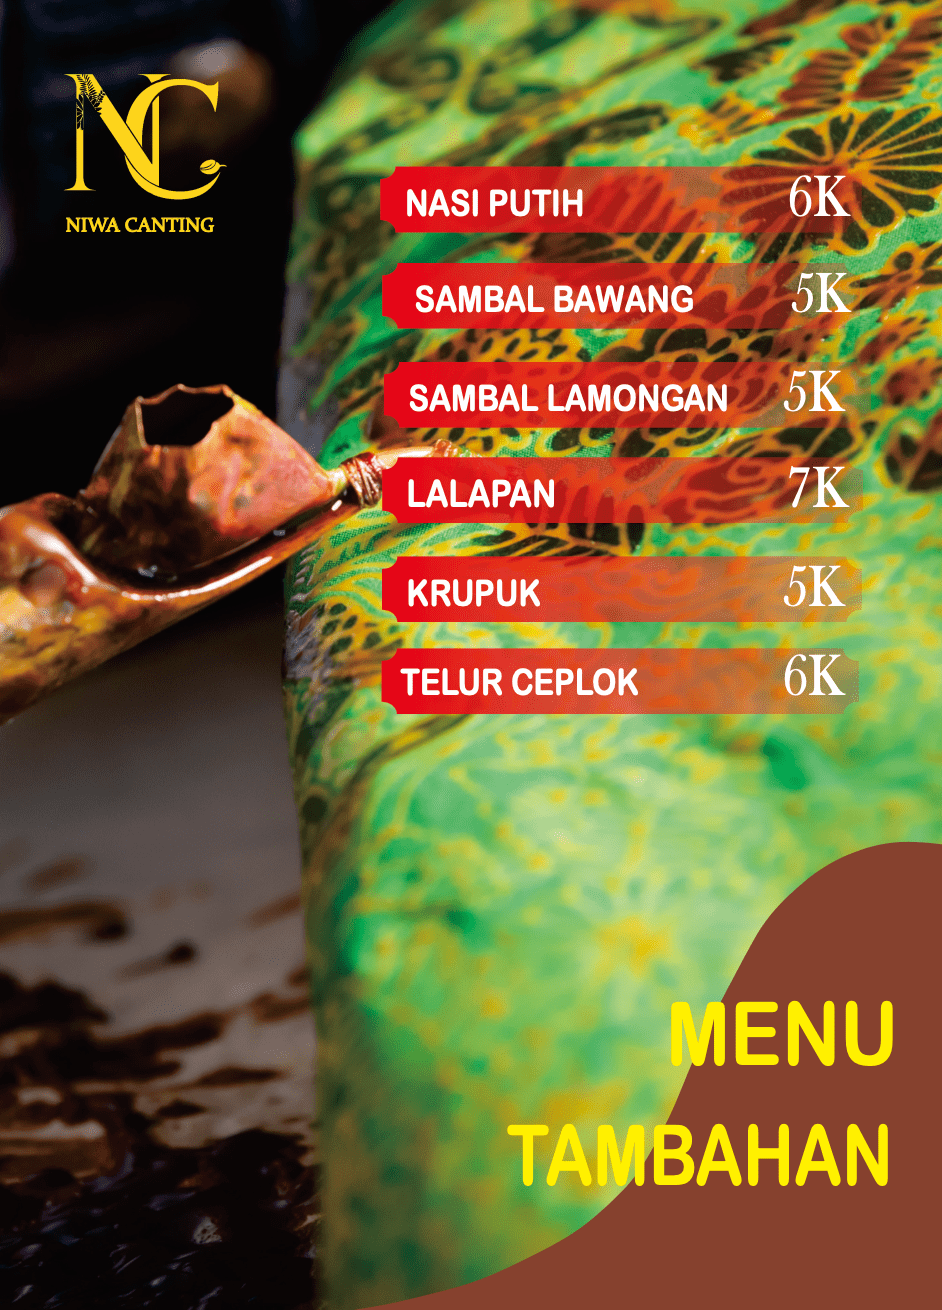 NC
NIWA CANTING
NASI PUTIH 6K
SAMBAL BAWANG 5K
SAMBAL LAMONGAN 5K
LALAPAN 7K
KRUPUK 5K
TELUR CEPLOK 6K
MENU
TAMBAHAN